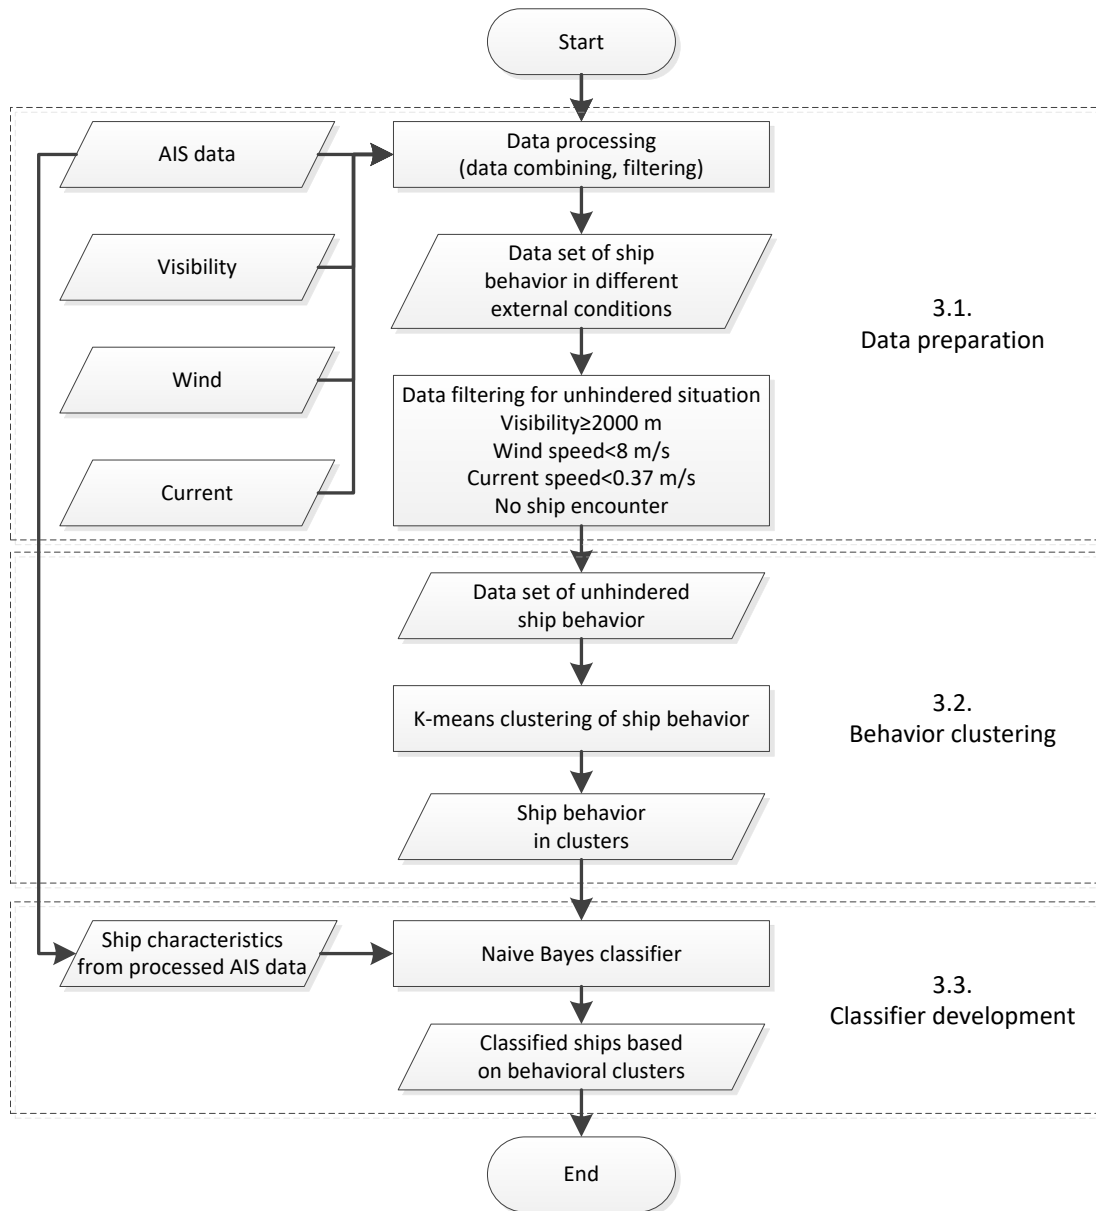 Start
AIS data
Data processing
(data combining, filtering)
Visibility
Data set of ship
behavior in different
external conditions
3.1.
Data preparation
Wind
Data filtering for unhindered situation
Visibility≥2000 m
Wind speed<8 m/s
Current speed<0.37 m/s
No ship encounter
Current
Data set of unhindered
ship behavior
K-means clustering of ship behavior
3.2.
Behavior clustering
Ship behavior
in clusters
Ship characteristics
from processed AIS data
Naive Bayes classifier
3.3.
Classifier development
Classified ships based
on behavioral clusters
End